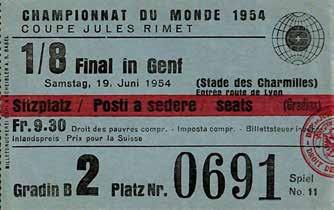 CHAMPIONNAT DU MONDE 1954
COUPE JULES RIMET
1/8 Final in Genf
Samstag, 19. Juni 1954
(Stade des Charmilles)
Entrée route de Lyon
Sitzplatz / Posti a sedere / seats (Gradins)
Fr. 9.30 Droit des pauvres compr. - Imposta compr. - Billettsteuer
Inlandspreis - Prix pour la Suisse
Gradin B 2 Platz Nr. 0691 Spiel
No. 11